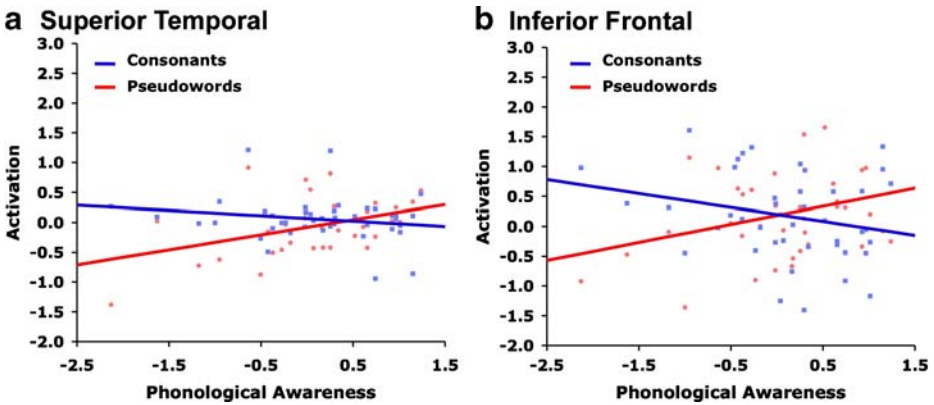 a Superior Temporal
3.0
2.5
2.0
1.5
1.0
0.5
0.0
-0.5
-1.0
-1.5
-2.0
Activation
Consonants
Pseudowords
-2.5 -1.5 -0.5 0.5 1.5
Phonological Awareness
b Inferior Frontal
3.0
2.5
2.0
1.5
1.0
0.5
0.0
-0.5
-1.0
-1.5
-2.0
Activation
Consonants
Pseudowords
-2.5 -1.5 -0.5 0.5 1.5
Phonological Awareness